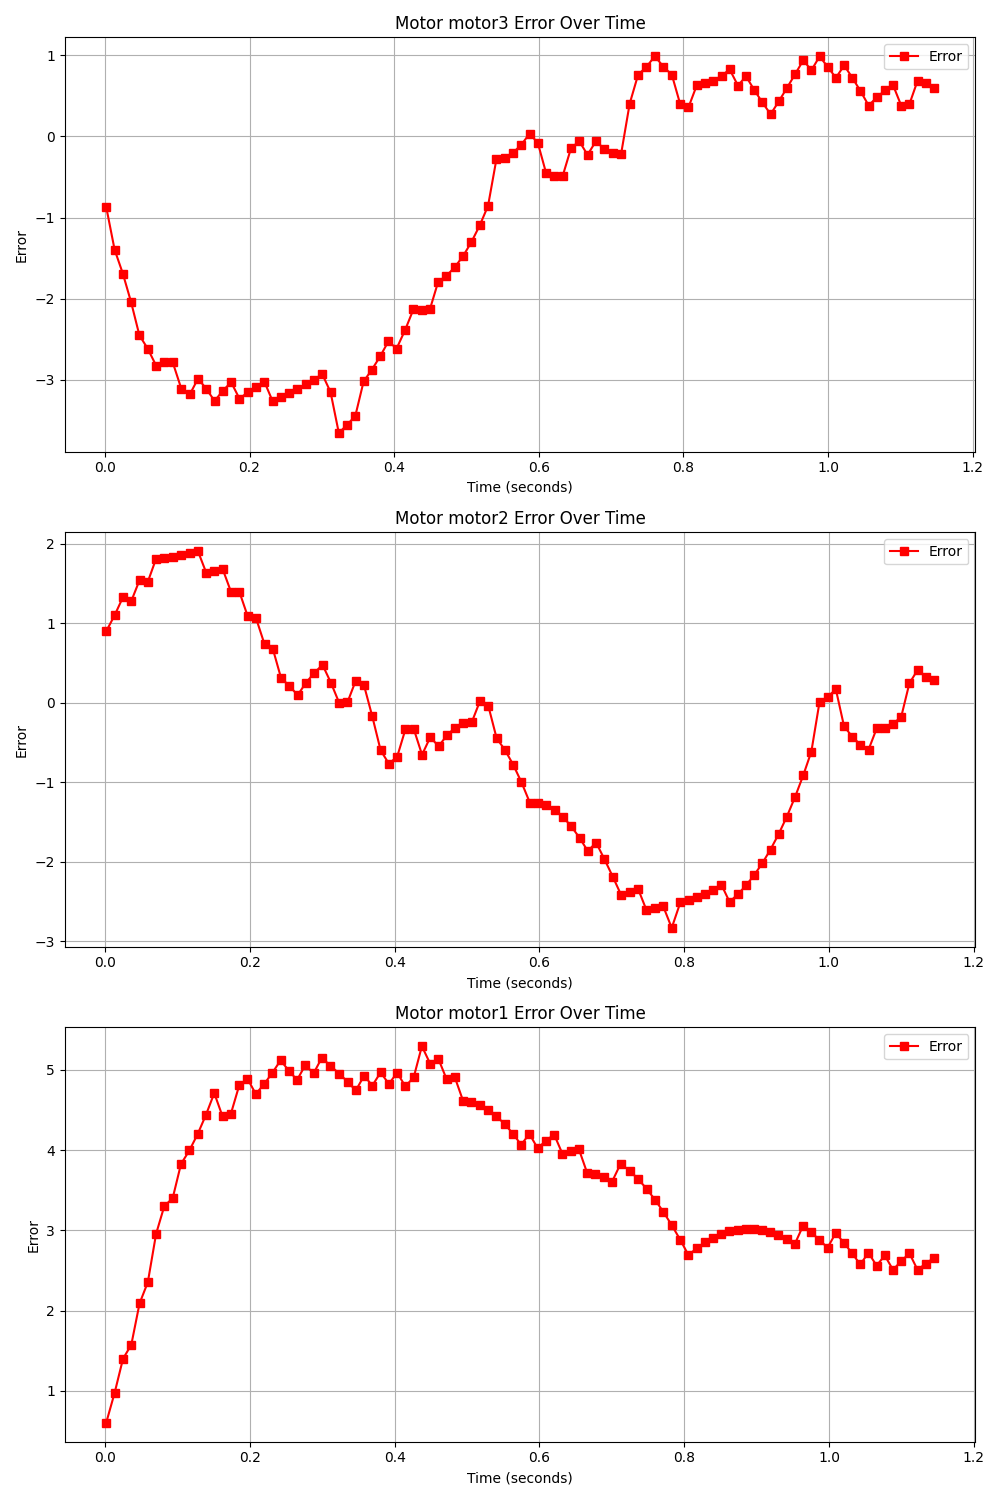 Motor motor3 Error Over Time
Error
1
0
−1
−2
−3
Error
0.0 0.2 0.4 0.6 0.8 1.0 1.2
Time (seconds)
Motor motor2 Error Over Time
Error
2
1
0
−1
−2
−3
Error
0.0 0.2 0.4 0.6 0.8 1.0 1.2
Time (seconds)
Motor motor1 Error Over Time
Error
5
4
3
2
1
Error
0.0 0.2 0.4 0.6 0.8 1.0 1.2
Time (seconds)